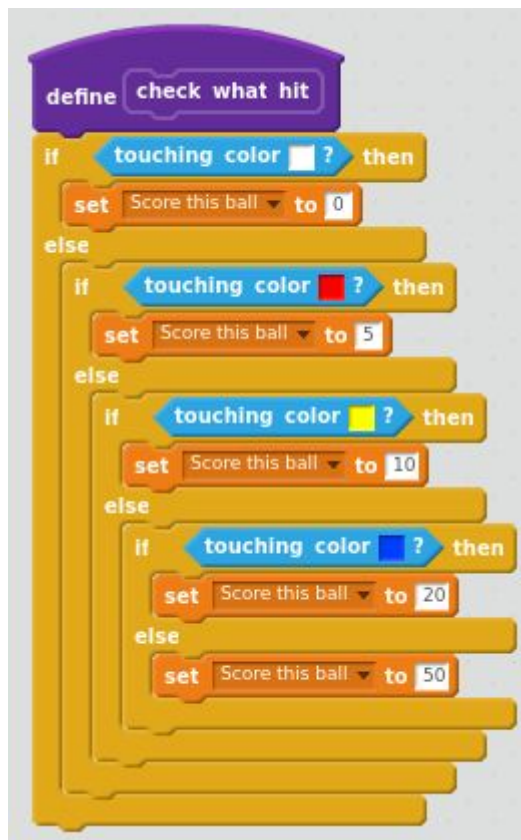 define check what hit
if touching color ? then
set Score this ball to 0
else
if touching color ? then
set Score this ball to 5
else
if touching color ? then
set Score this ball to 10
else
if touching color ? then
set Score this ball to 20
else
set Score this ball to 50